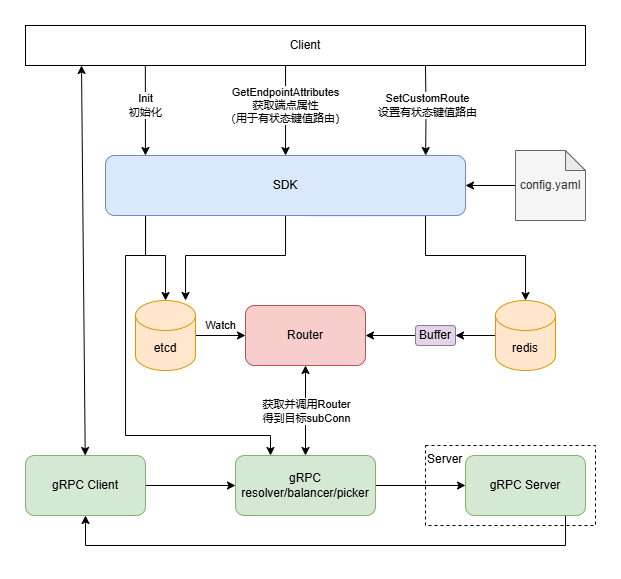 Client
Init
初始化
GetEndpointAttributes
获取端点属性
（用于有状态键值路由）
SetCustomRoute
设置有状态键值路由
SDK
config.yaml
etcd
Watch
Router
Buffer
redis
获取并调用Router
得到目标subConn
Server
gRPC Client
gRPC
resolver/balancer/picker
gRPC Server